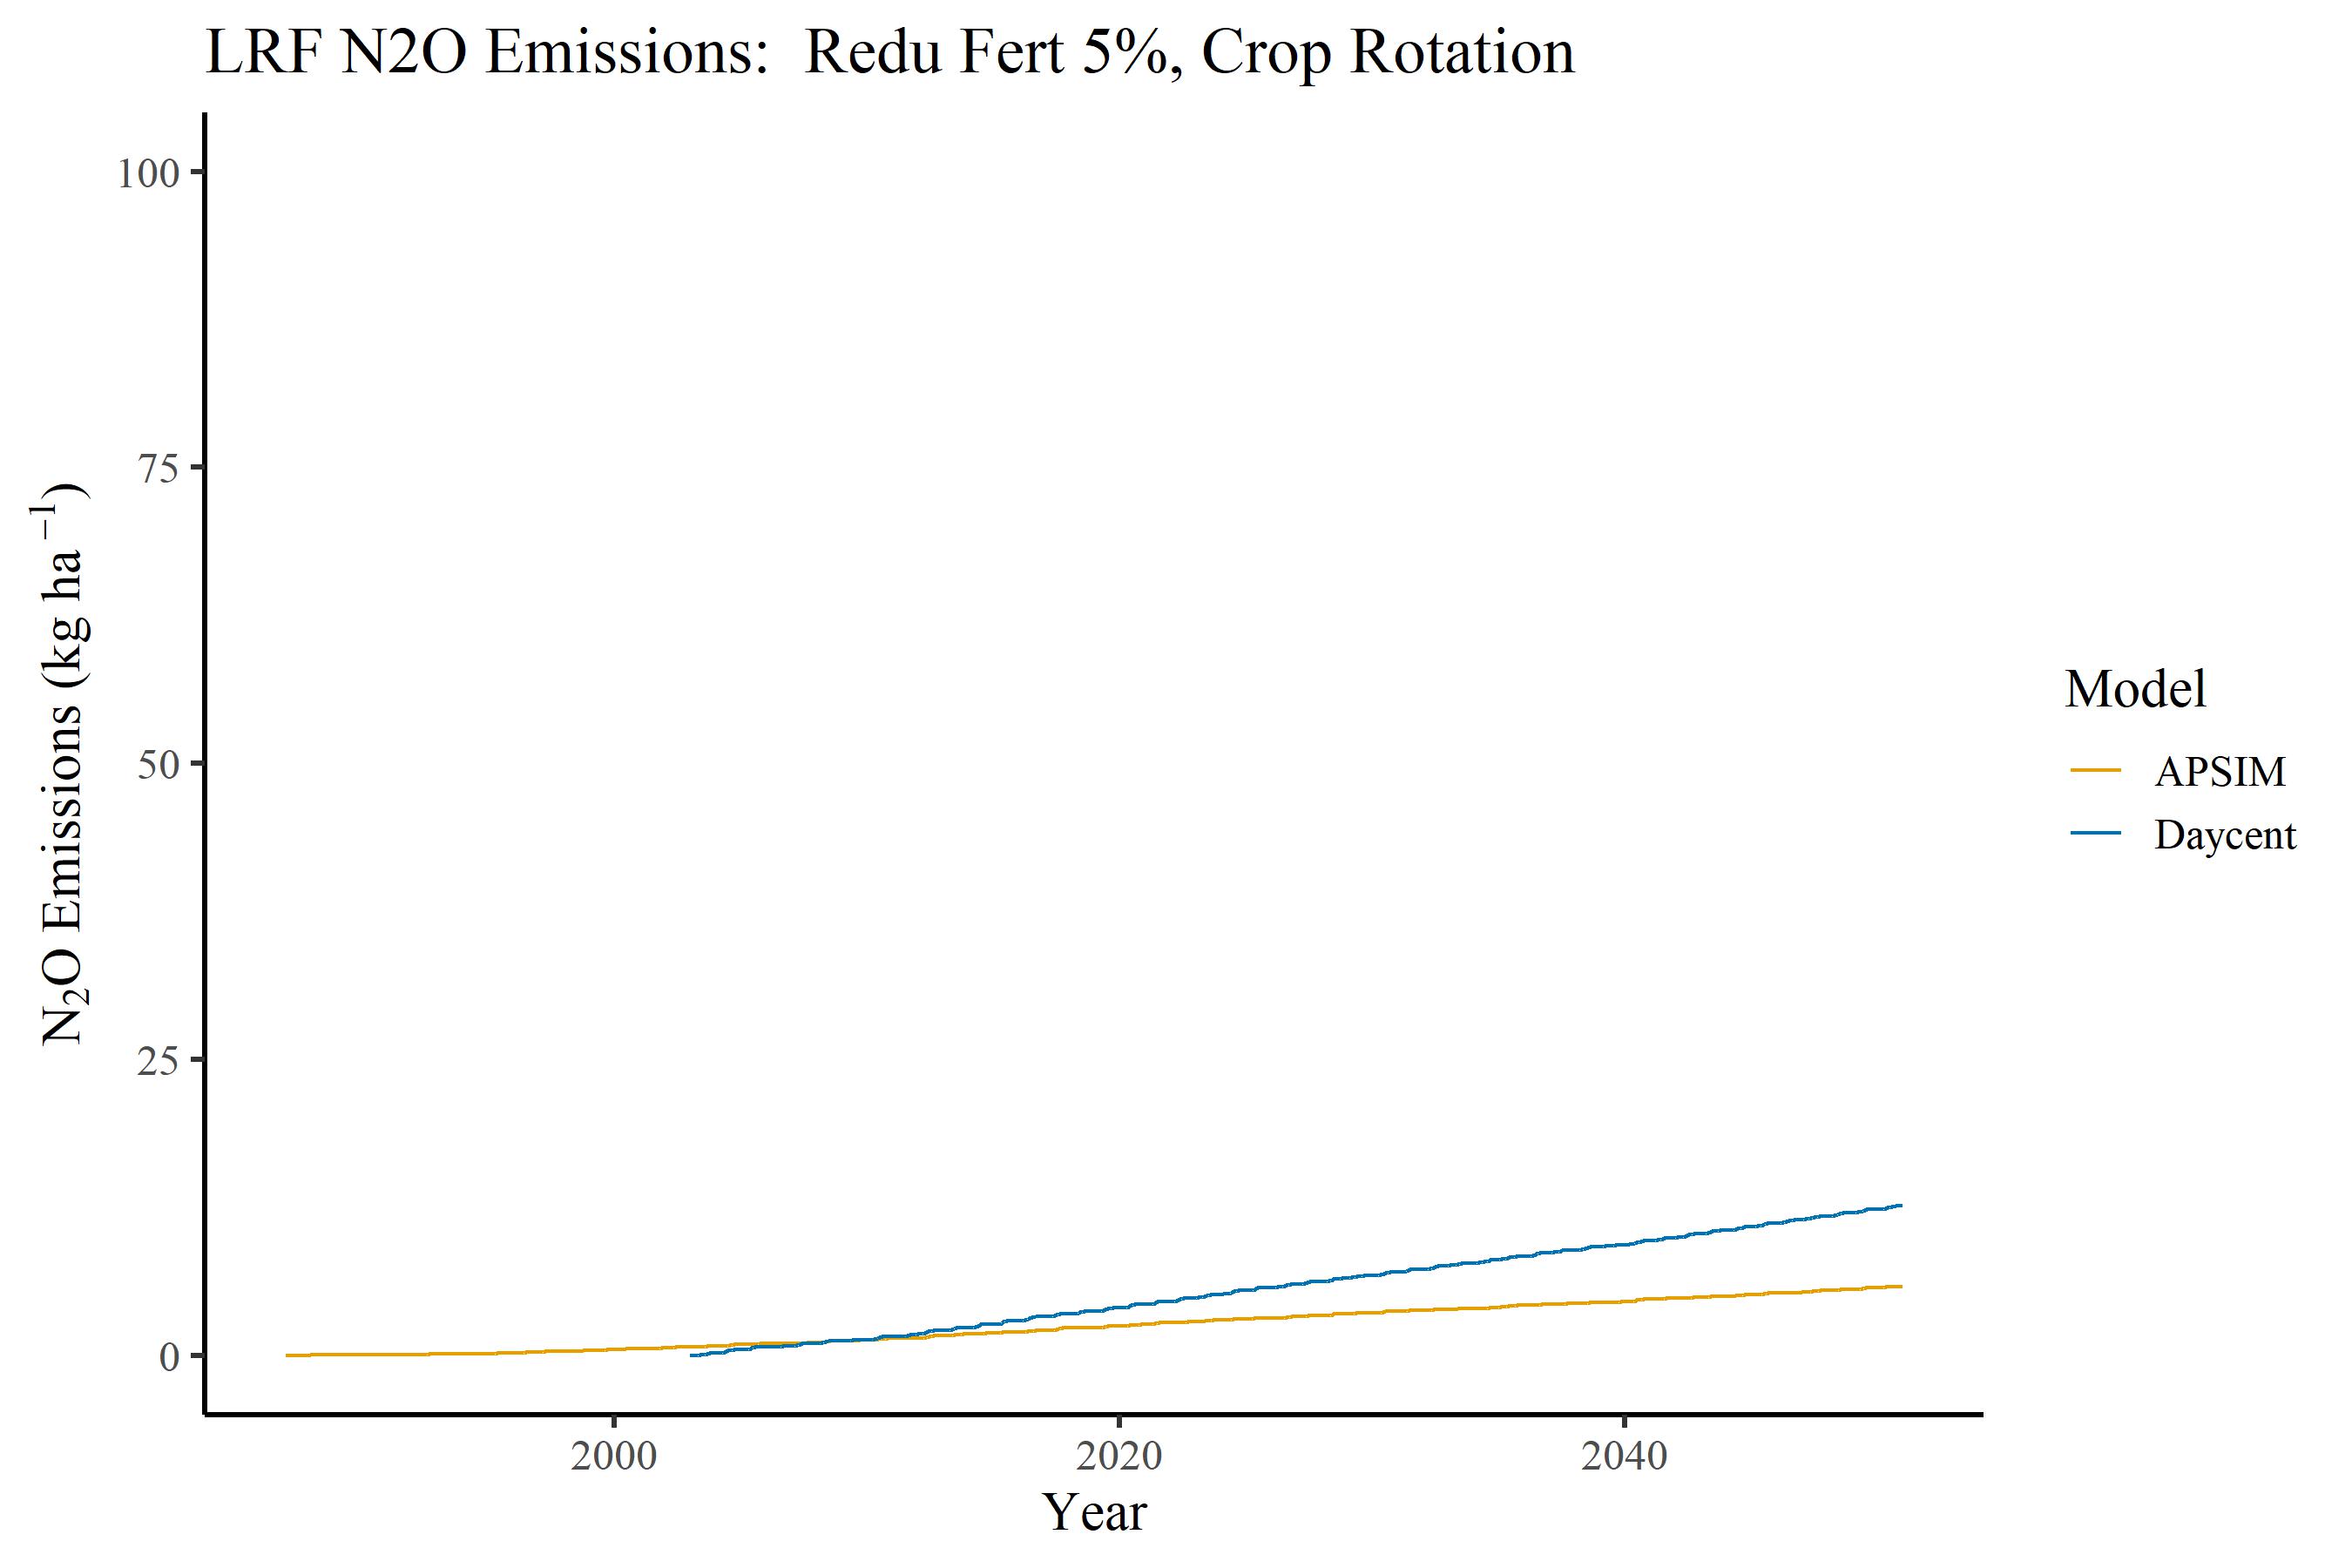 LRF N2O Emissions:  Redu Fert 5%, Crop Rotation
N₂O Emissions (kg ha⁻¹)
100
75
50
25
0
2000
2020
2040
Year
Model
APSIM
Daycent